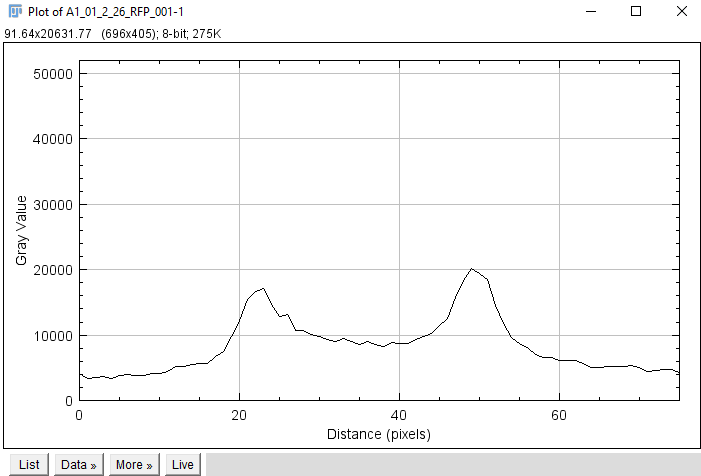 Plot of A1_01_2_26_RFP_001-1
91.64x20631.77 (696x405); 8-bit; 275K
50000
40000
30000
20000
10000
0
Gray Value
0 20 40 60
Distance (pixels)
List Data » More » Live